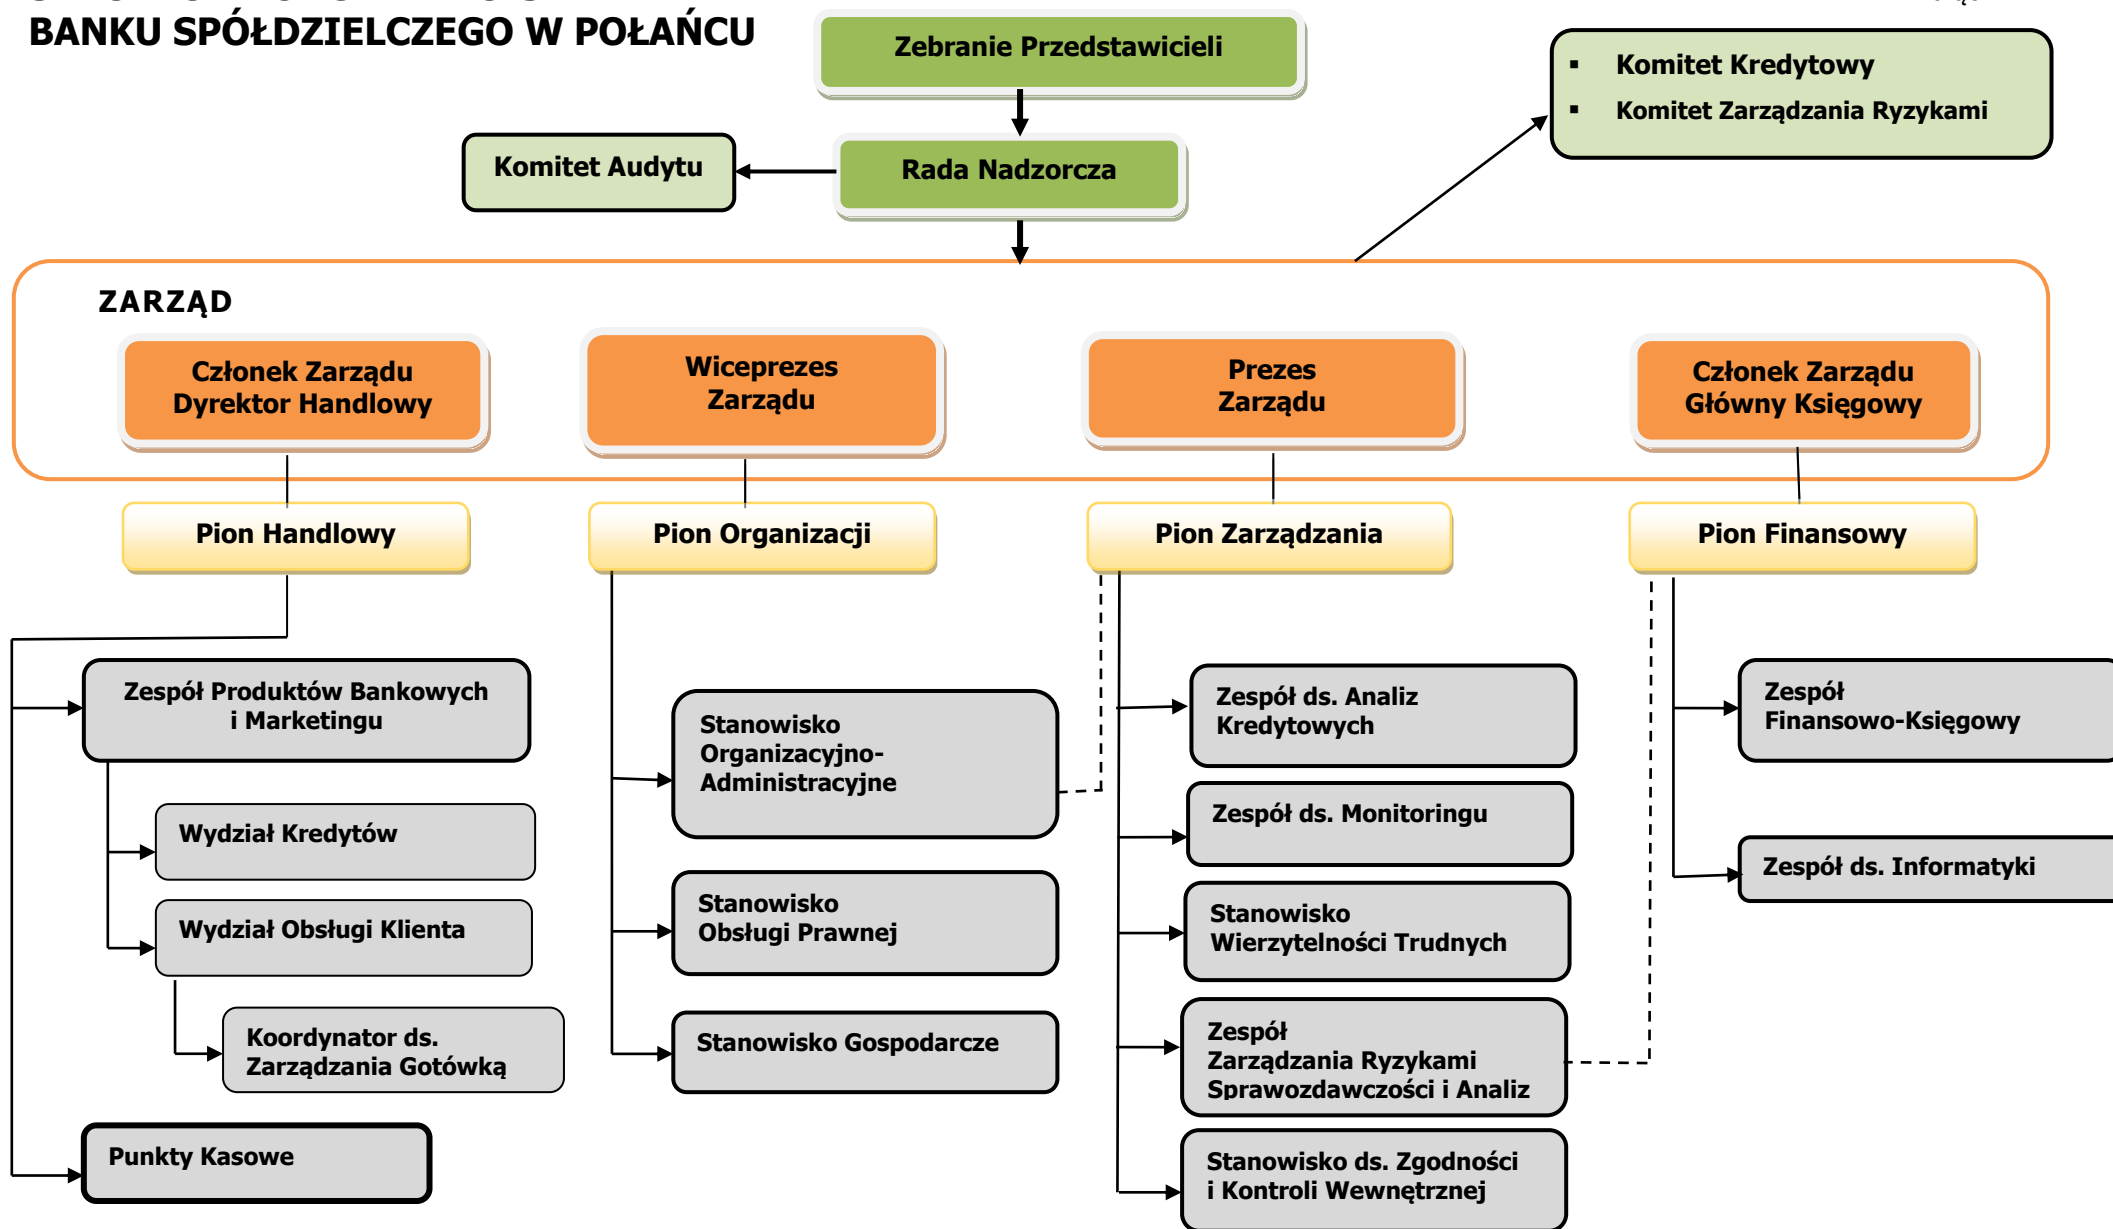 BANKU SPÓŁDZIELCZEGO W POŁAŃCU
Zebranie Przedstawicieli
▪ Komitet Kredytowy
▪ Komitet Zarządzania Ryzykami
Komitet Audytu
Rada Nadzorcza
ZARZĄD
Członek Zarządu
Dyrektor Handlowy
Wiceprezes
Zarządu
Prezes
Zarządu
Członek Zarządu
Główny Księgowy
Pion Handlowy
Pion Organizacji
Pion Zarządzania
Pion Finansowy
Zespół Produktów Bankowych
i Marketingu
Wydział Kredytów
Wydział Obsługi Klienta
Koordynator ds.
Zarządzania Gotówką
Punkty Kasowe
Stanowisko
Organizacyjno-
Administracyjne
Stanowisko
Obsługi Prawnej
Stanowisko Gospodarcze
Zespół ds. Analiz
Kredytowych
Zespół ds. Monitoringu
Stanowisko
Wierzytelności Trudnych
Zespół
Zarządzania Ryzykami
Sprawozdawczości i Analiz
Stanowisko ds. Zgodności
i Kontroli Wewnętrznej
Zespół
Finansowo-Księgowy
Zespół ds. Informatyki